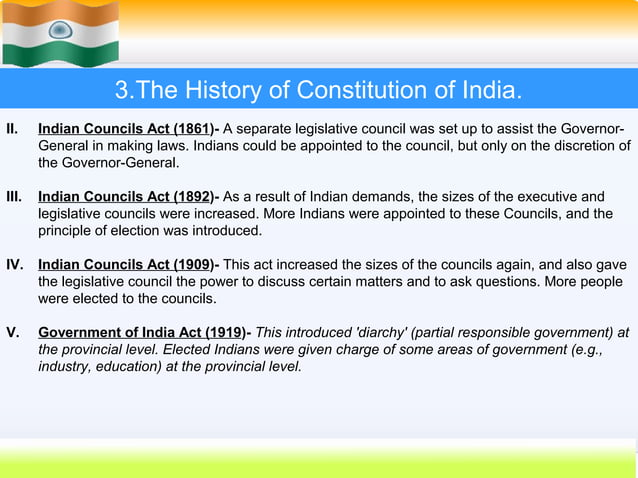 3.The History of Constitution of India.
II. Indian Councils Act (1861)- A separate legislative council was set up to assist the Governor-
General in making laws. Indians could be appointed to the council, but only on the discretion of
the Governor-General.
III. Indian Councils Act (1892)- As a result of Indian demands, the sizes of the executive and
legislative councils were increased. More Indians were appointed to these Councils, and the
principle of election was introduced.
IV. Indian Councils Act (1909)- This act increased the sizes of the councils again, and also gave
the legislative council the power to discuss certain matters and to ask questions. More people
were elected to the councils.
V. Government of India Act (1919)- This introduced 'diarchy' (partial responsible government) at
the provincial level. Elected Indians were given charge of some areas of government (e.g.,
industry, education) at the provincial level.